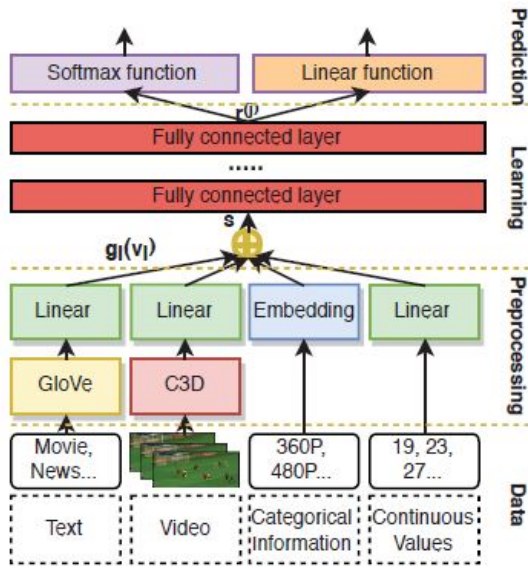 Softmax function
Linear function
Prediction
r(j)
Fully connected layer
.....
Fully connected layer
Learning
s
gl(vl)
Linear
Linear
Embedding
Linear
GloVe
C3D
Preprocessing
Movie,
News...
360P,
480P...
19, 23,
27...
Text
Video
Categorical
Information
Continuous
Values
Data